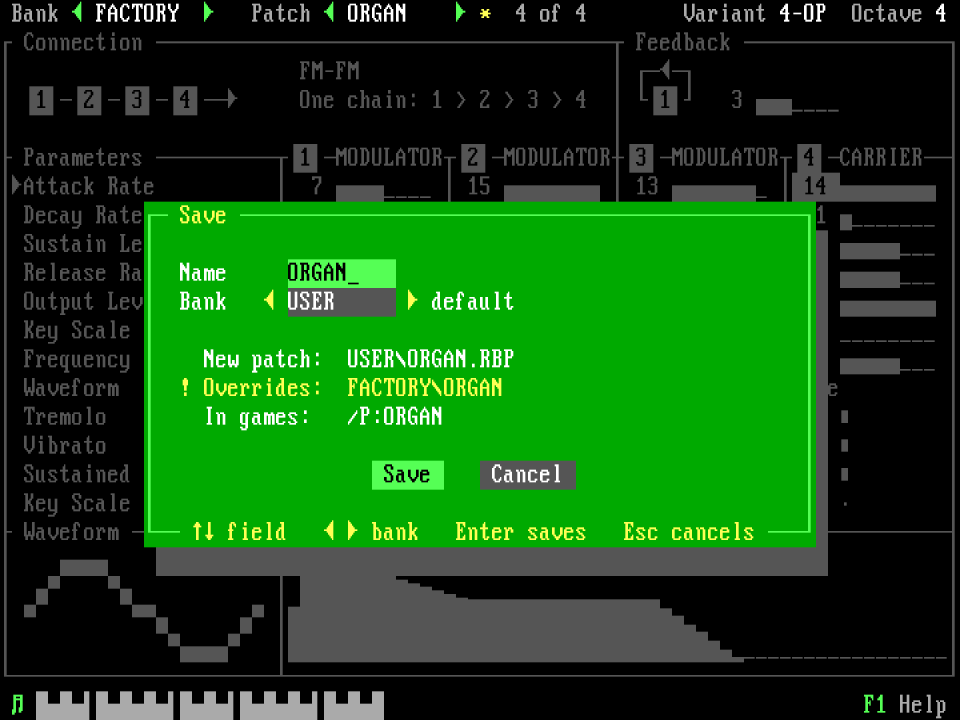 Bank FACTORY Patch ORGAN * 4 of 4 Variant 4-OP Octave 4
Connection Feedback
FM-FM
1 2 3 4 One chain: 1 > 2 > 3 > 4 1 3
Parameters 1 MODULATOR 2 MODULATOR 3 MODULATOR 4 CARRIER
Attack Rate 7 15 13 14
Decay Rate 1
Save
Sustain Le
Release Ra
Name ORGAN_
Output Lev
Bank USER default
Key Scale
Frequency
New patch: USER\ORGAN.RBP
Waveform e
! Overrides: FACTORY\ORGAN
Tremolo
In games: /P:ORGAN
Vibrato
Sustained
Save Cancel
Key Scale
Waveform
↑↓ field bank Enter saves Esc cancels
F1 Help